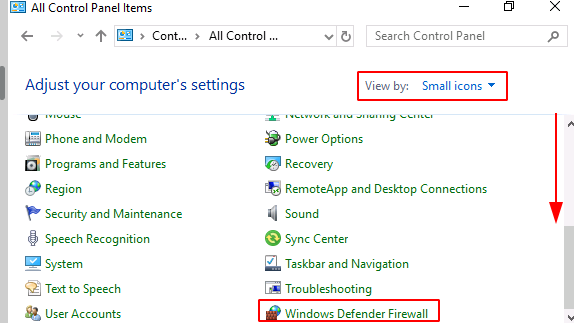 All Control Panel Items
Cont... > All Control ...
Search Control Panel
Adjust your computer's settings
View by: Small icons
Mouse
Network and Sharing Center
Phone and Modem
Power Options
Programs and Features
Recovery
Region
RemoteApp and Desktop Connections
Security and Maintenance
Sound
Speech Recognition
Sync Center
System
Taskbar and Navigation
Text to Speech
Troubleshooting
User Accounts
Windows Defender Firewall